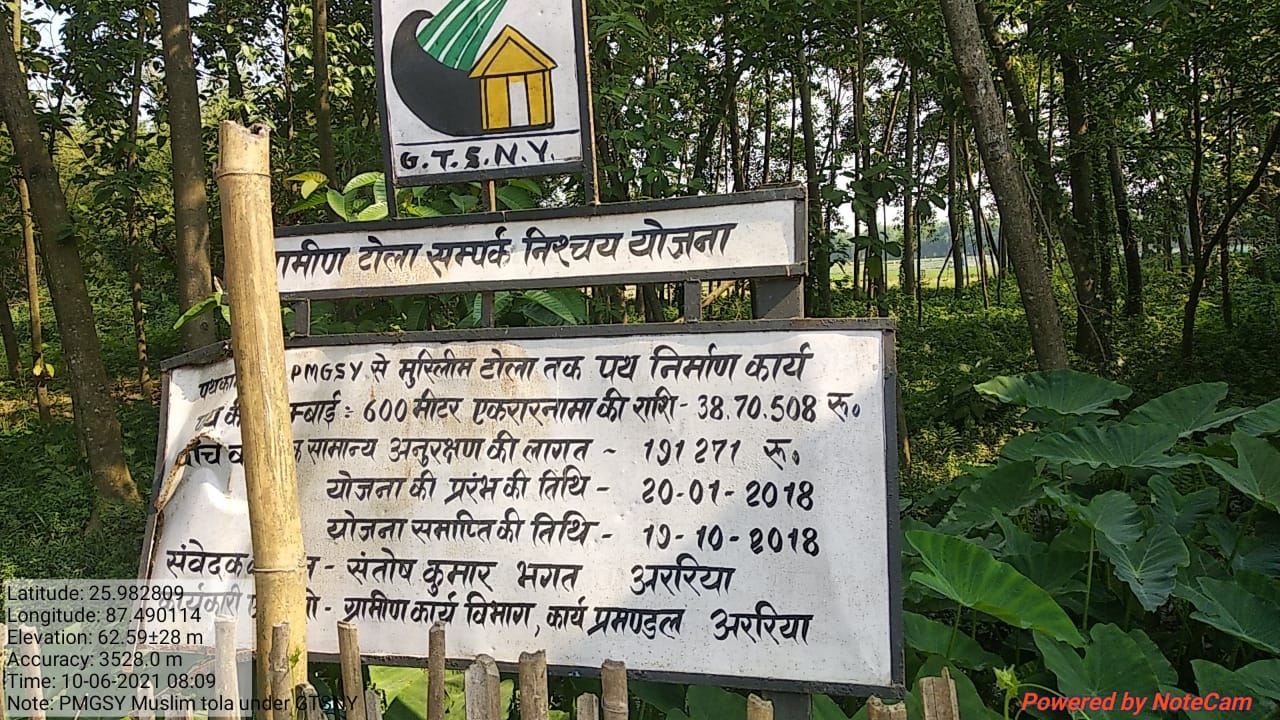 G.T.S.N.Y.
ग्रामीण टोला सम्पर्क निश्चय योजना
PMGSY से मुस्लिीम टोला तक पथ निर्माण कार्य
600 मीटर एकरारनामा की राशि - 38.70.508 रू०
सामान्य अनुरक्षण की लागत - 191271 रू०
योजना की प्ररंभ की तिथि - 20-01-2018
योजना समाप्ति की तिथि - 19-10-2018
संवेदक - संतोष कुमार भगत अररिया
कार्यकारी - ग्रामीण कार्य विभाग, कार्य प्रमण्डल अररिया
Latitude: 25.982809
Longitude: 87.490114
Elevation: 62.59±28 m
Accuracy: 3528.0 m
Time: 10-06-2021 08:09
Note: PMGSY Muslim tola under GTSNY
Powered by NoteCam